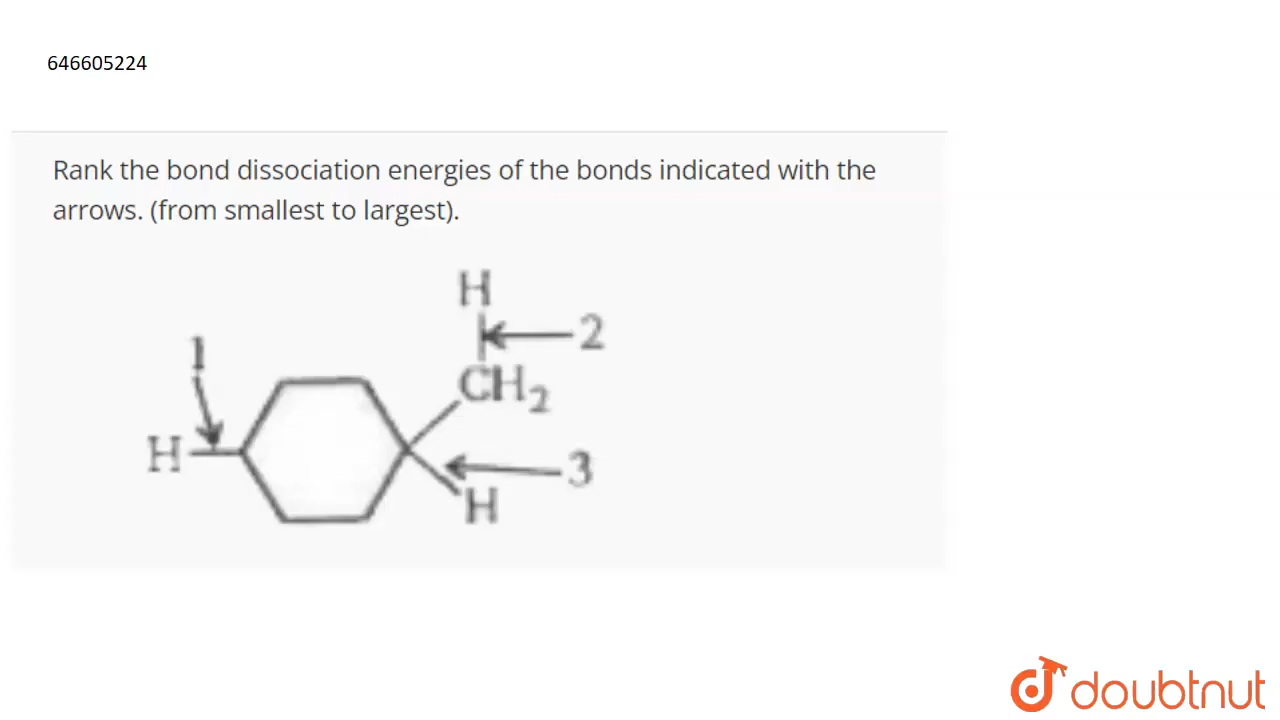 646605224
Rank the bond dissociation energies of the bonds indicated with the
arrows. (from smallest to largest).
H
2
1
CH₂
H
3
H
doubtnut